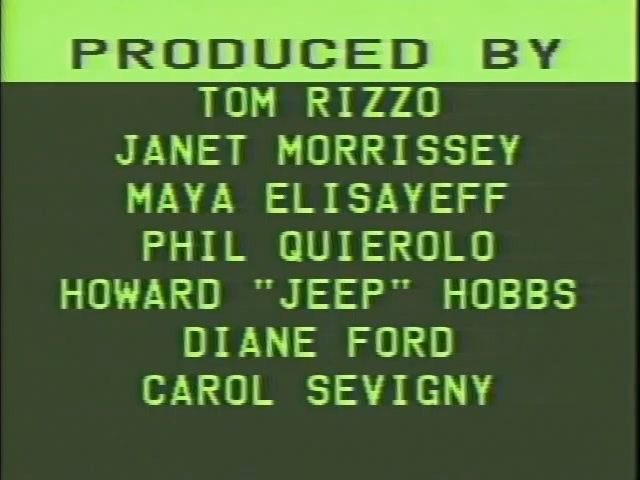 PRODUCED BY
TOM RIZZO
JANET MORRISSEY
MAYA ELISAYEFF
PHIL QUIEROLO
HOWARD "JEEP" HOBBS
DIANE FORD
CAROL SEVIGNY